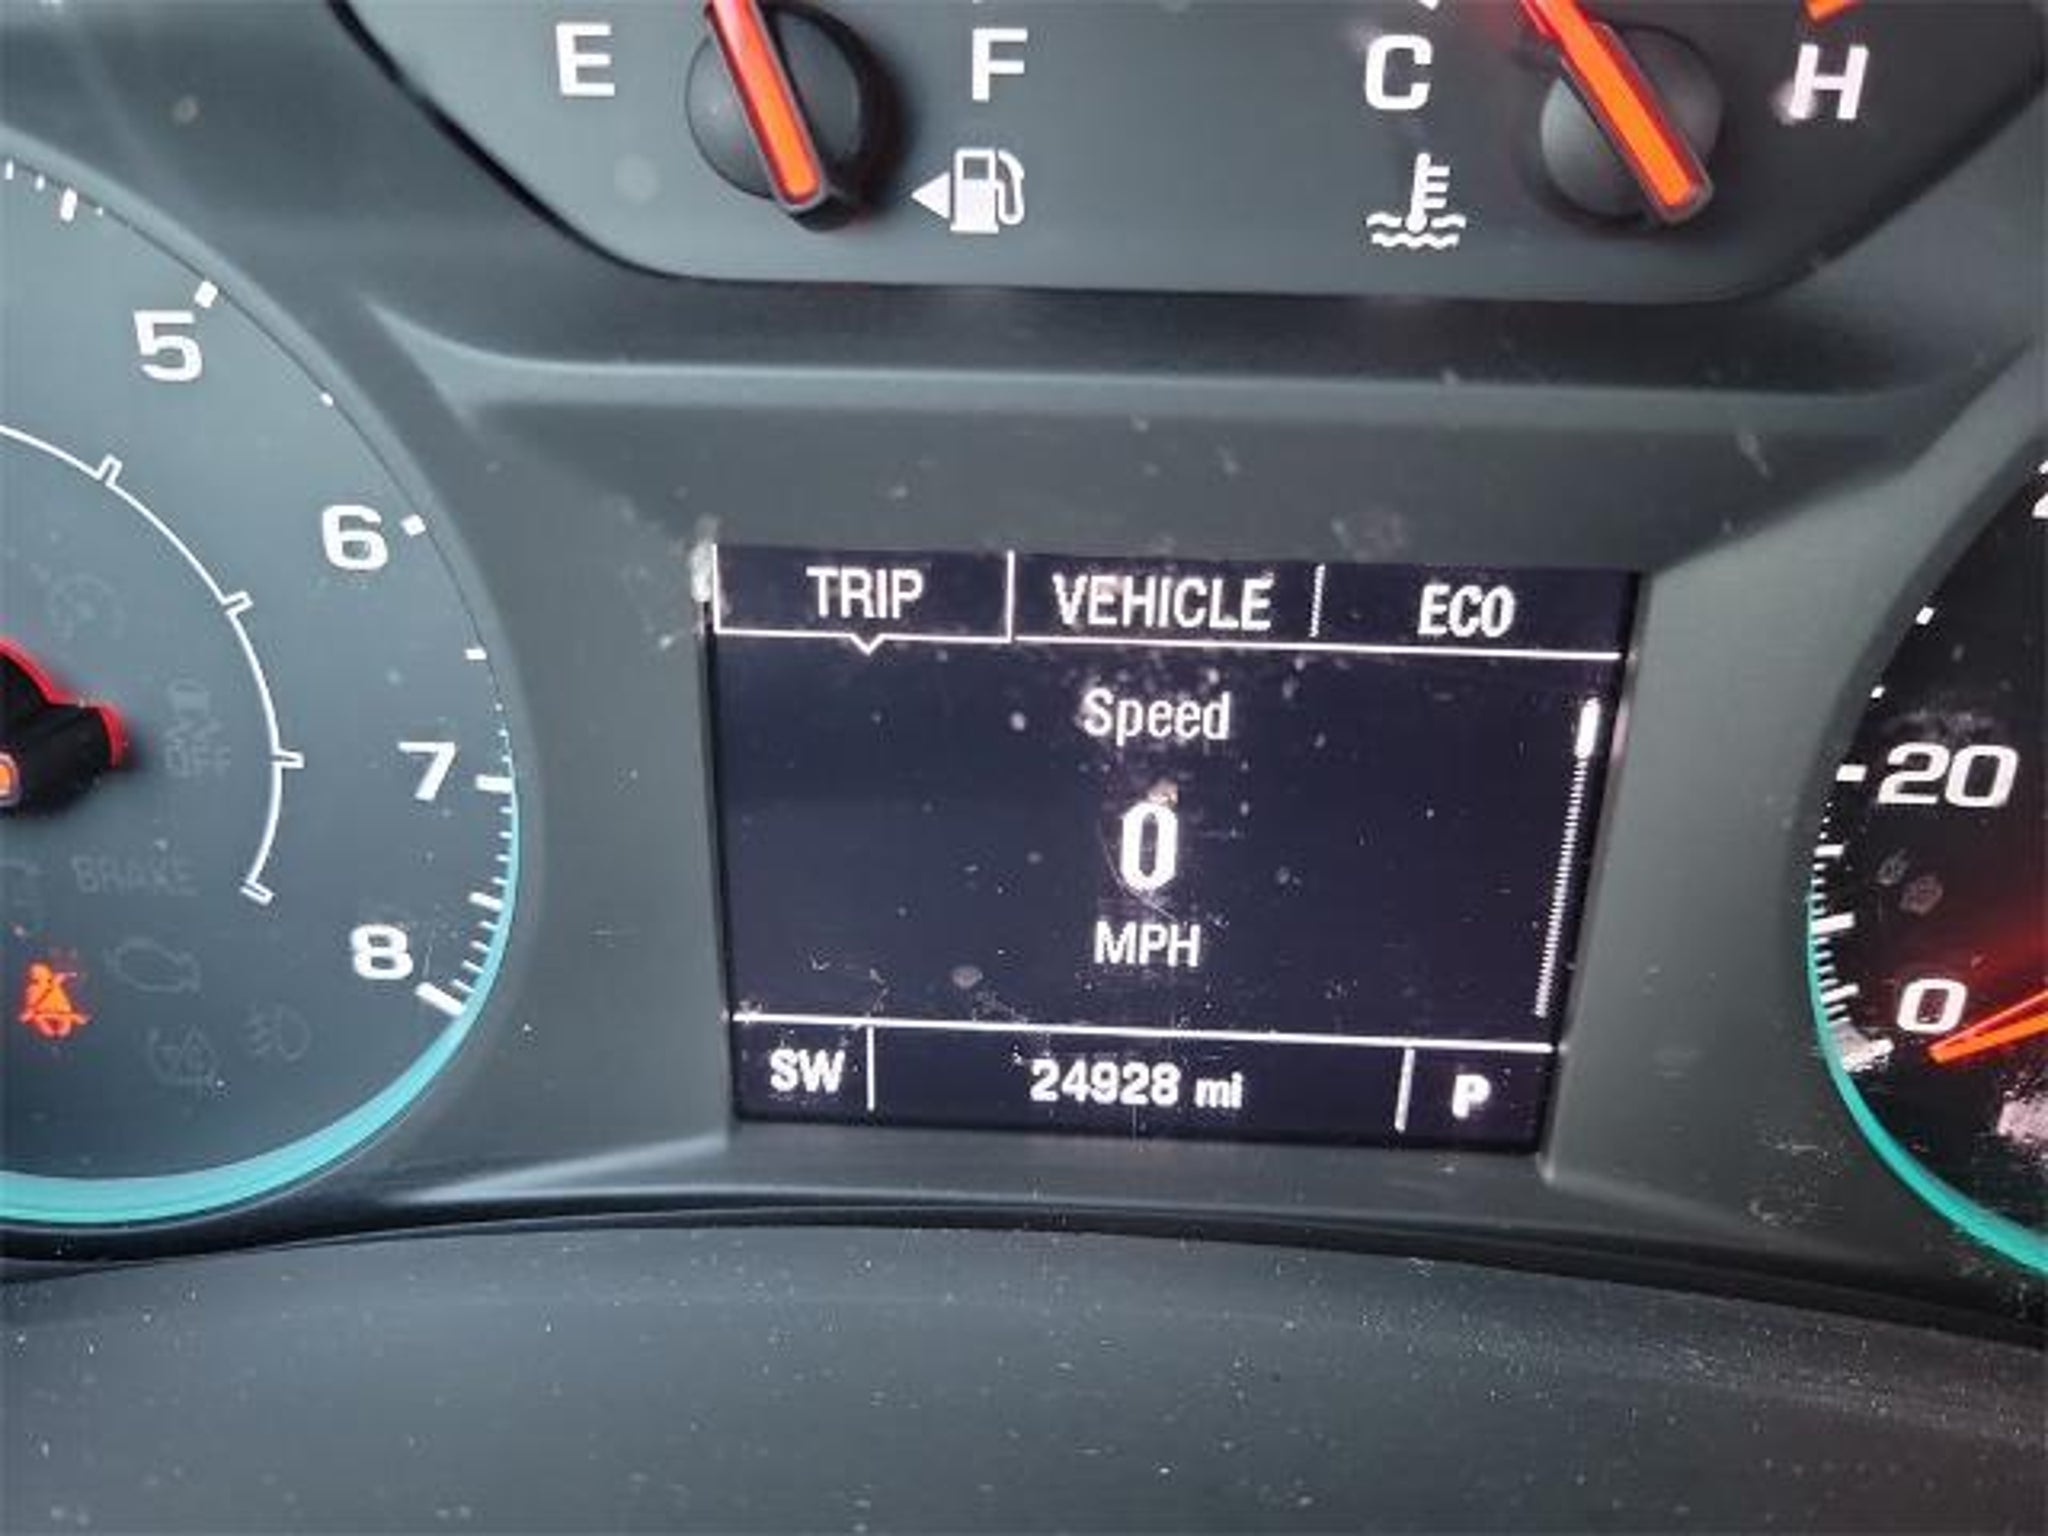 E F C H
5
6
7
8
BRAKE
OFF
TRIP VEHICLE ECO
Speed
0
MPH
SW 24928 mi P
20
0